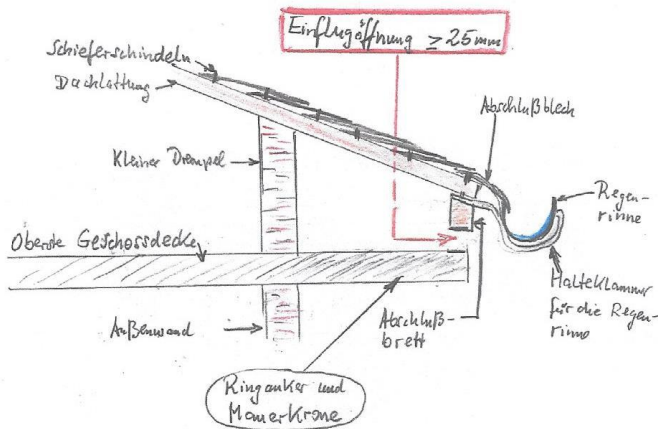 Einflugöffnung ≥ 25mm
Schieferschindeln
Dachlattung
Abschlußblech
Kleiner Drempel
Regen-
rinne
Oberste Geschossdecke
Halteklammer
für die Regen-
rinne
Außenwand
Abschluß-
brett
Ringanker und
Mauerkrone